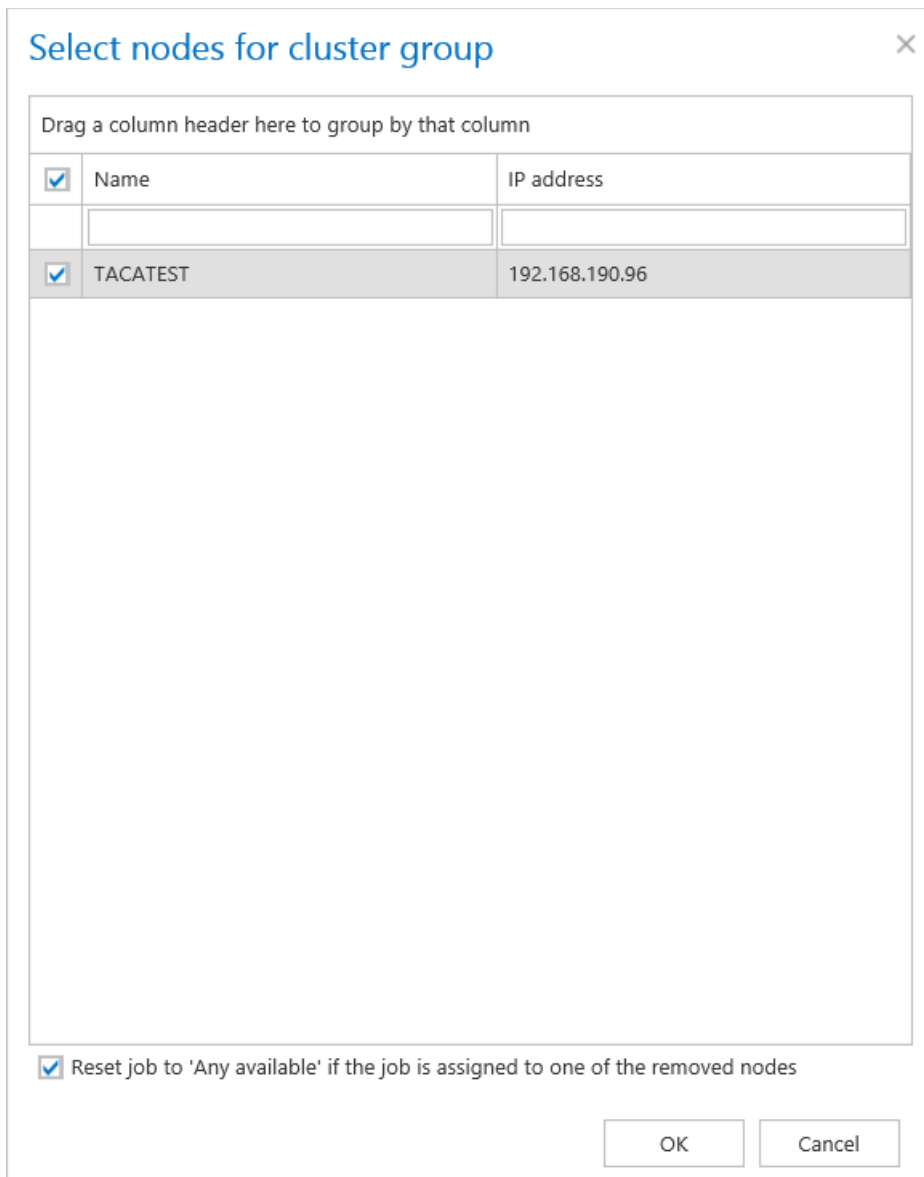 Select nodes for cluster group
Drag a column header here to group by that column
Name IP address
TACATEST 192.168.190.96
Reset job to 'Any available' if the job is assigned to one of the removed nodes
OK Cancel